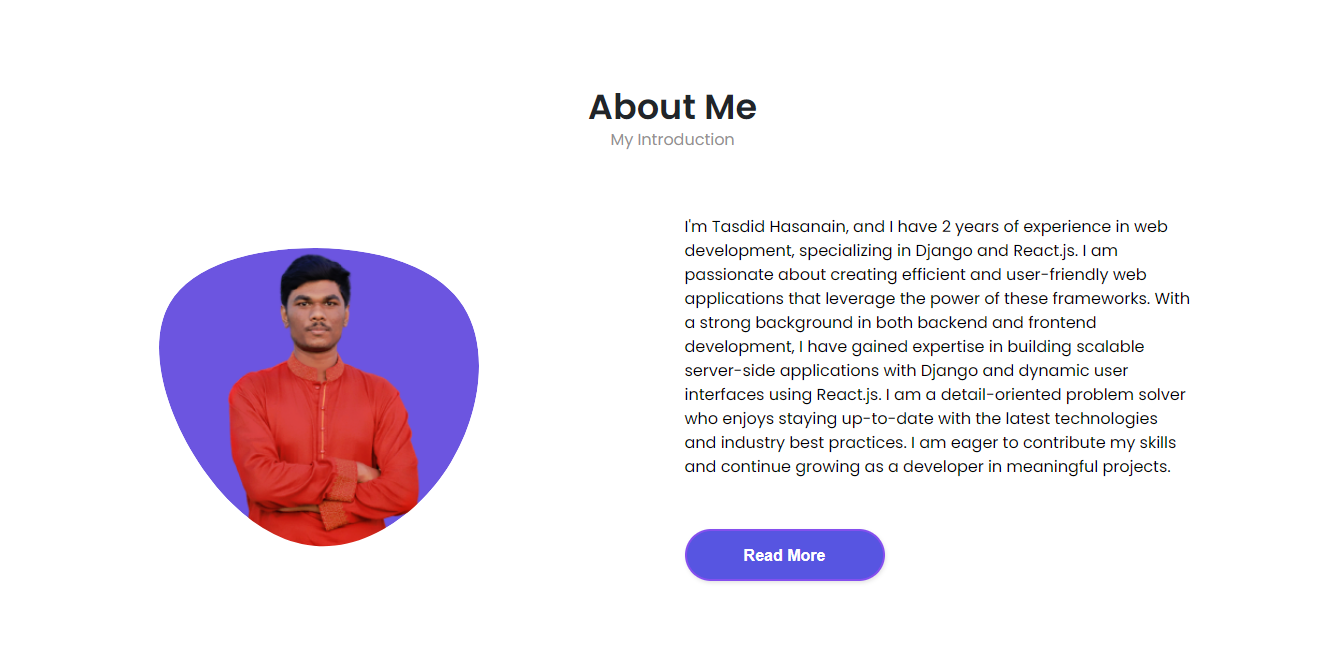 About Me
My Introduction
I'm Tasdid Hasanain, and I have 2 years of experience in web
development, specializing in Django and React.js. I am
passionate about creating efficient and user-friendly web
applications that leverage the power of these frameworks. With
a strong background in both backend and frontend
development, I have gained expertise in building scalable
server-side applications with Django and dynamic user
interfaces using React.js. I am a detail-oriented problem solver
who enjoys staying up-to-date with the latest technologies
and industry best practices. I am eager to contribute my skills
and continue growing as a developer in meaningful projects.
Read More